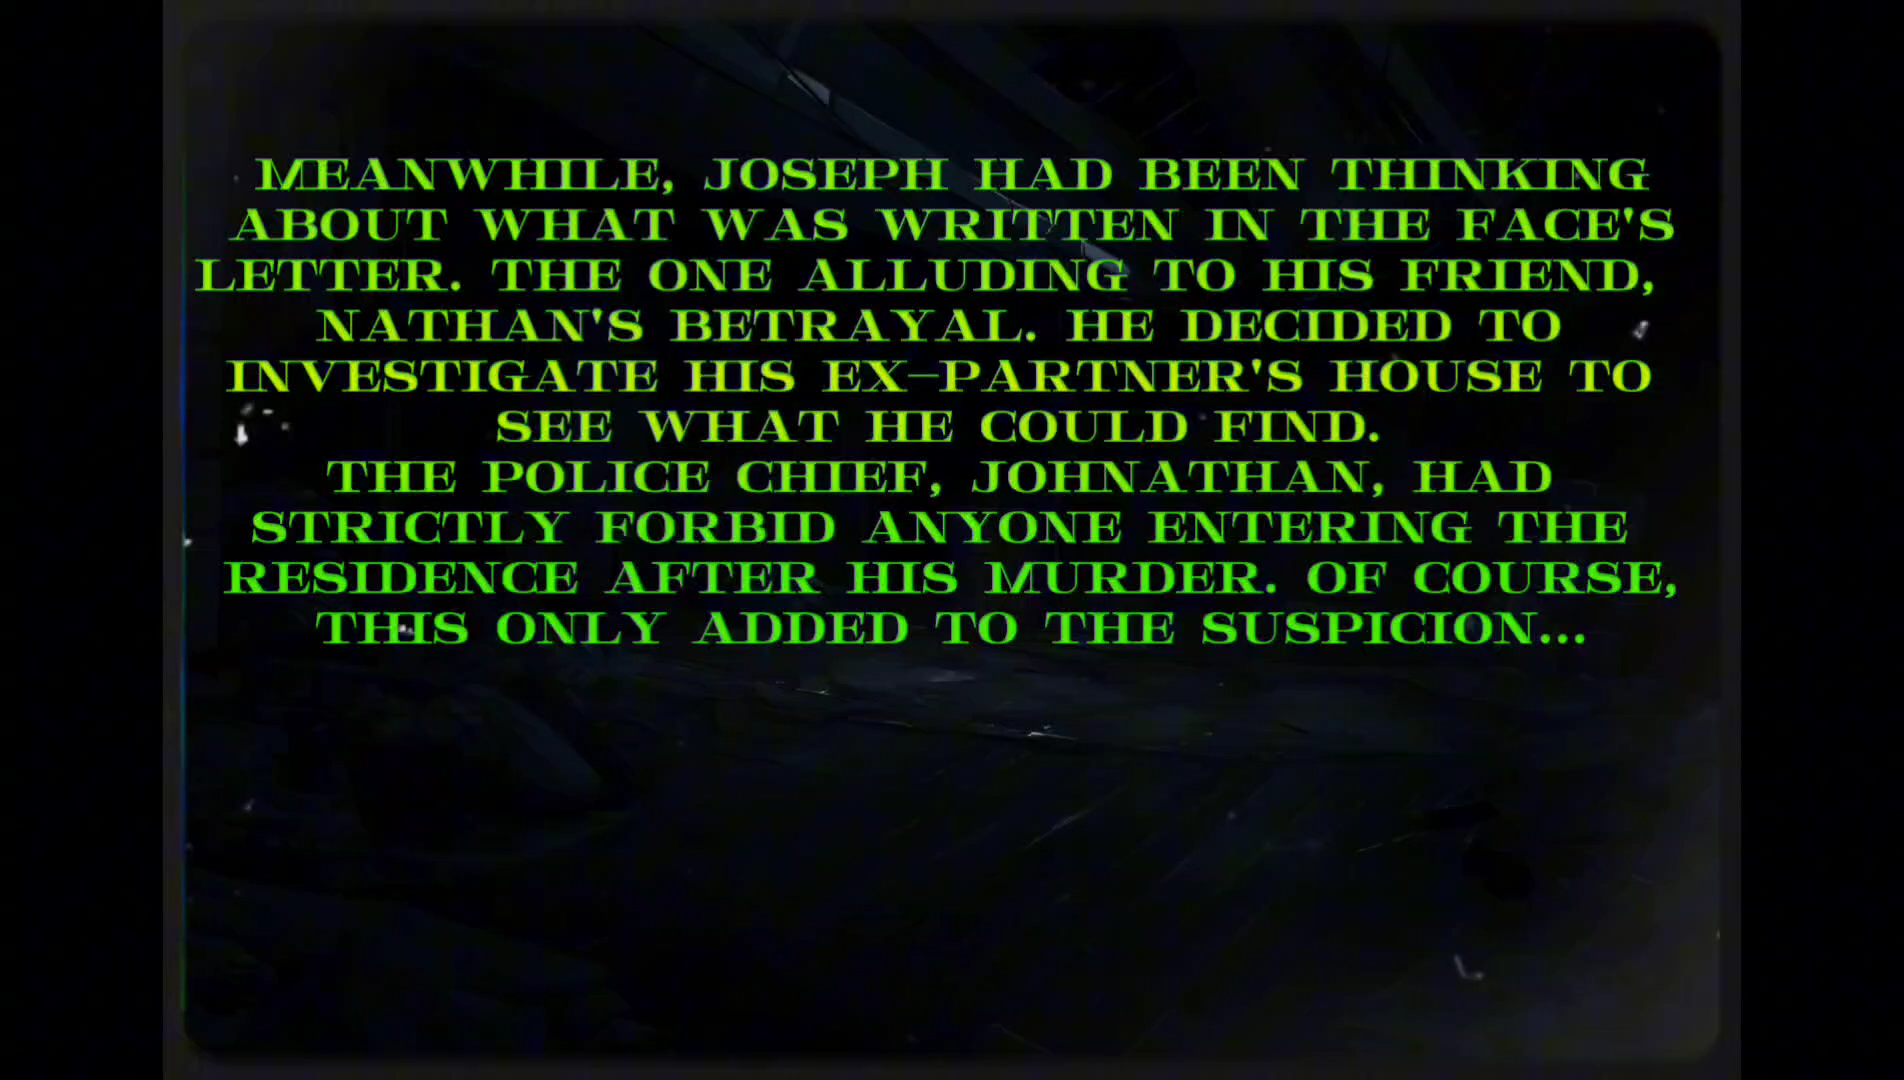 MEANWHILE, JOSEPH HAD BEEN THINKING
ABOUT WHAT WAS WRITTEN IN THE FACE'S
LETTER. THE ONE ALLUDING TO HIS FRIEND,
NATHAN'S BETRAYAL. HE DECIDED TO
INVESTIGATE HIS EX-PARTNER'S HOUSE TO
SEE WHAT HE COULD FIND.
THE POLICE CHIEF, JOHNATHAN, HAD
STRICTLY FORBID ANYONE ENTERING THE
RESIDENCE AFTER HIS MURDER. OF COURSE,
THIS ONLY ADDED TO THE SUSPICION...